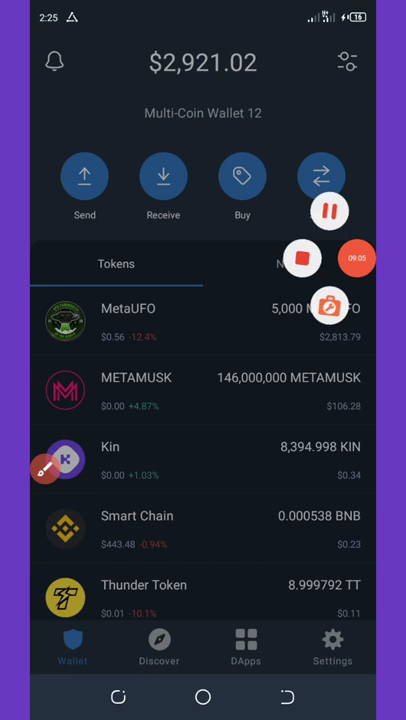 2:25
16
$2,921.02
Multi-Coin Wallet 12
Send
Receive
Buy
09:05
Tokens
MetaUFO
5,000
$0.56 -12.4%
$2,813.79
METAMUSK
146,000,000 METAMUSK
$0.00 +4.87%
$106.28
Kin
8,394.998 KIN
$0.00 +1.03%
$0.34
Smart Chain
0.000538 BNB
$443.48 -0.94%
$0.23
Thunder Token
8.999792 TT
$0.01 -10.1%
$0.11
Wallet
Discover
DApps
Settings